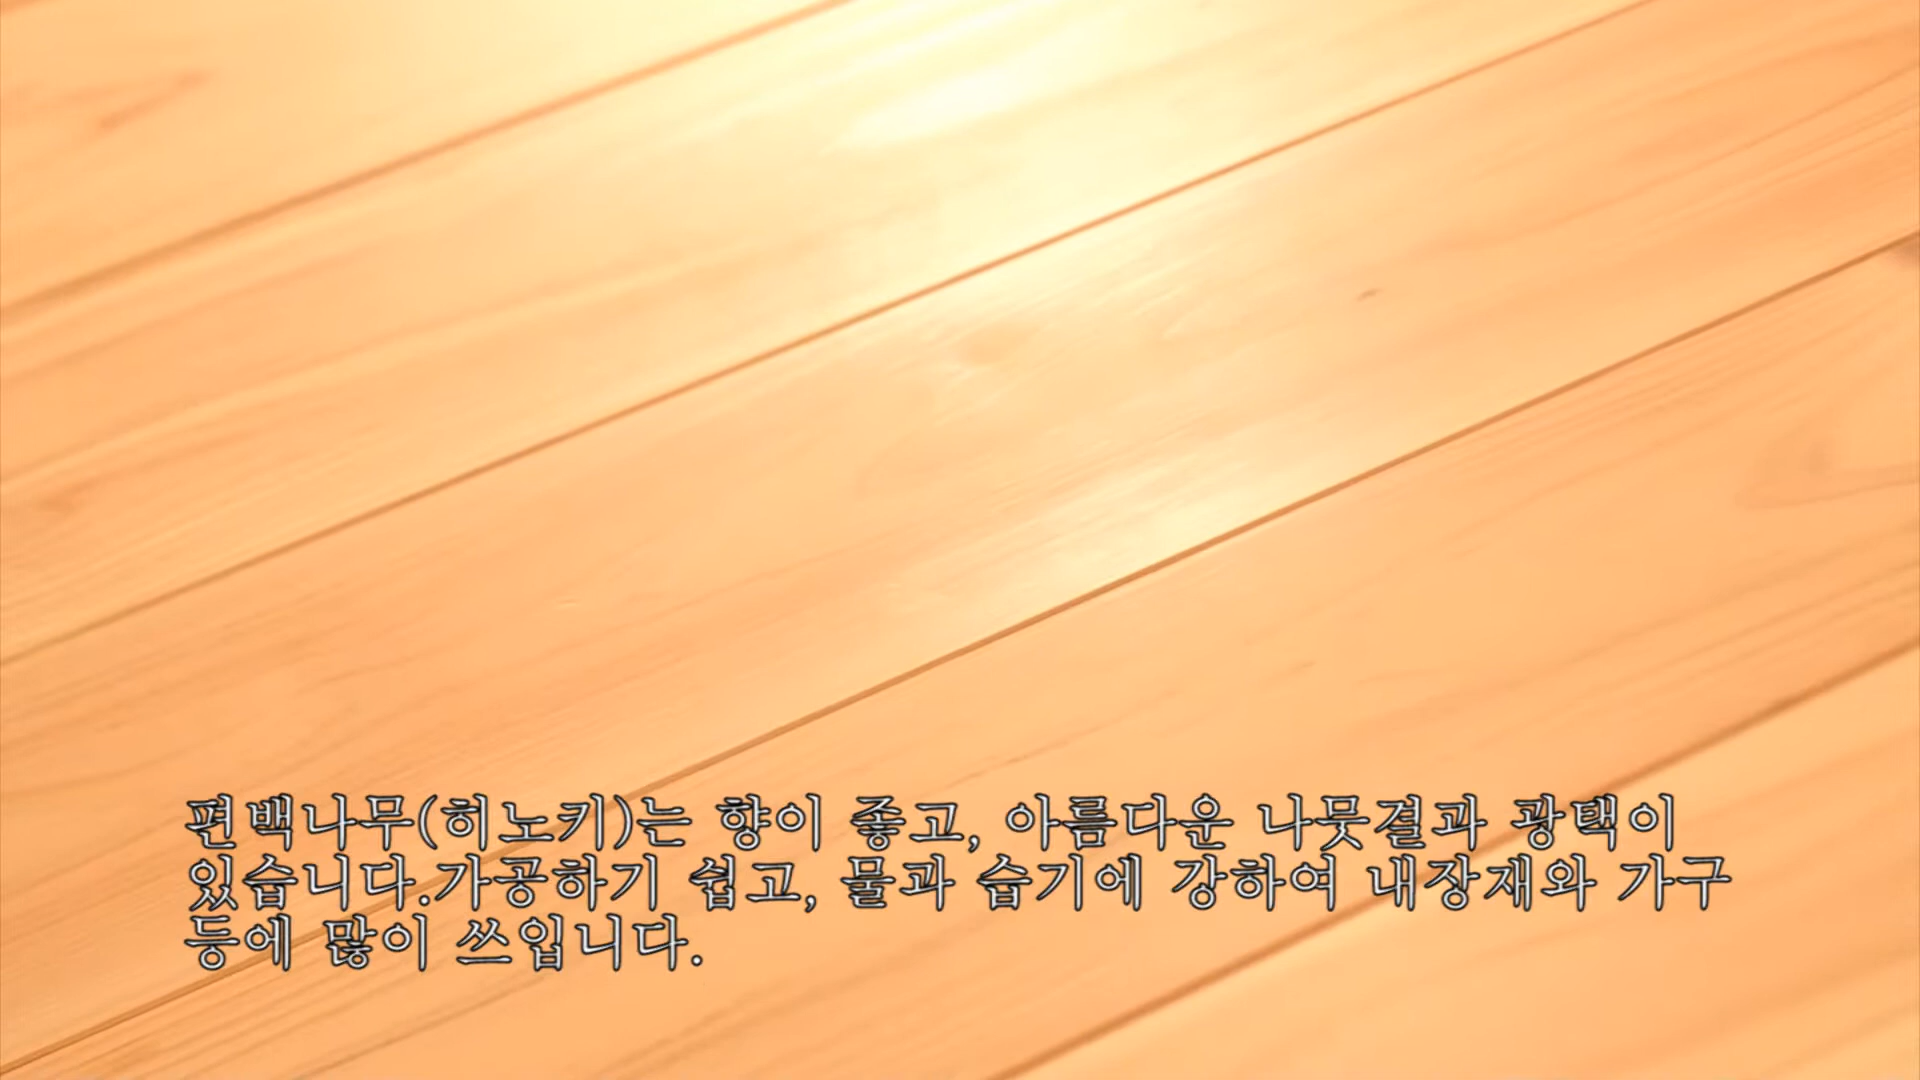 편백나무(히노키)는 향이 좋고, 아름다운 나뭇결과 광택이
있습니다.가공하기 쉽고, 물과 습기에 강하여 내장재와 가구
등에 많이 쓰입니다.